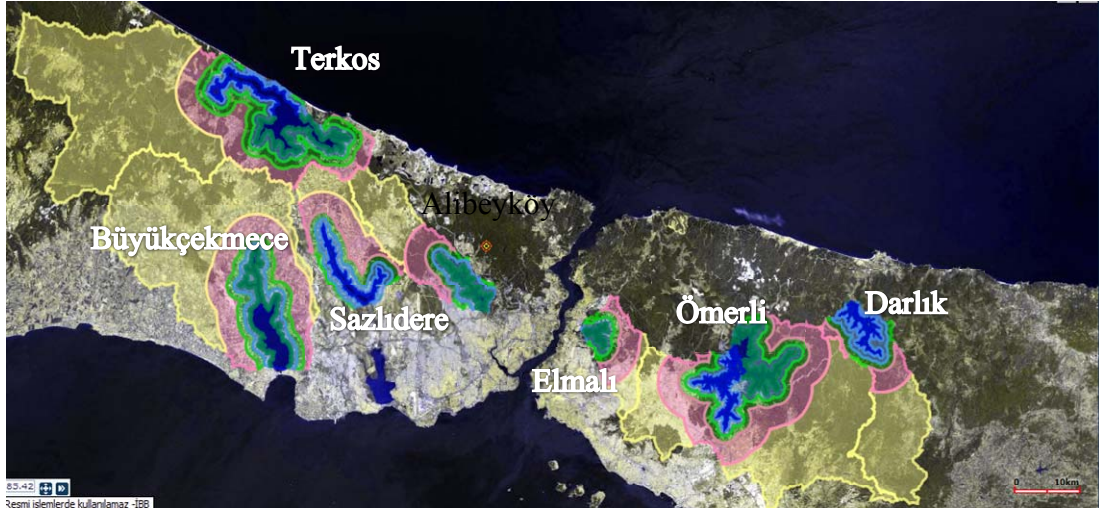 Terkos
Alibeyköy
Büyükçekmece
Sazlıdere
Ömerli
Darlık
Elmalı
85.42
0 10km
Resmi işlemlerde kullanılamaz -İBB